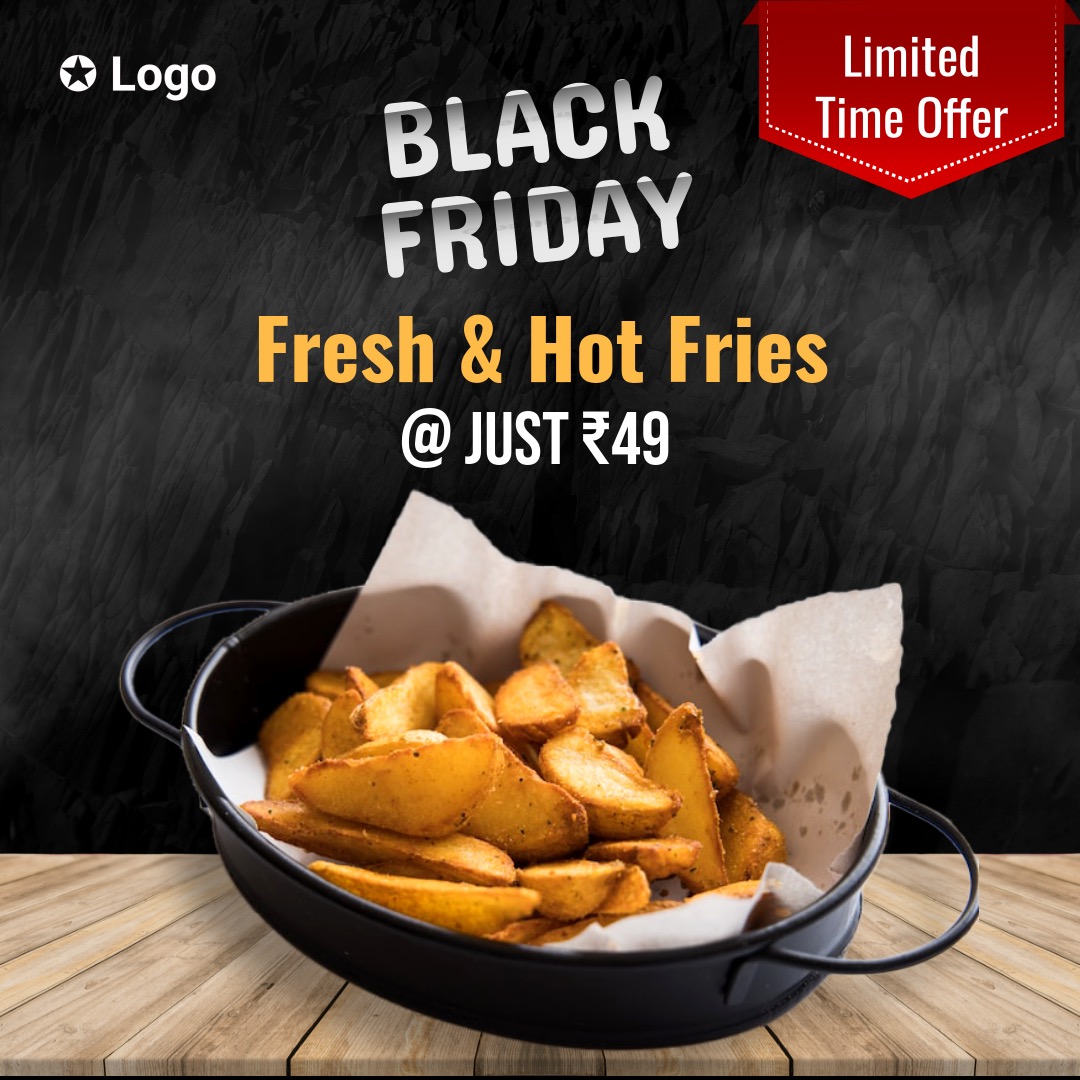 Logo
Limited
Time Offer
BLACK
FRIDAY
Fresh & Hot Fries
@ JUST ₹49